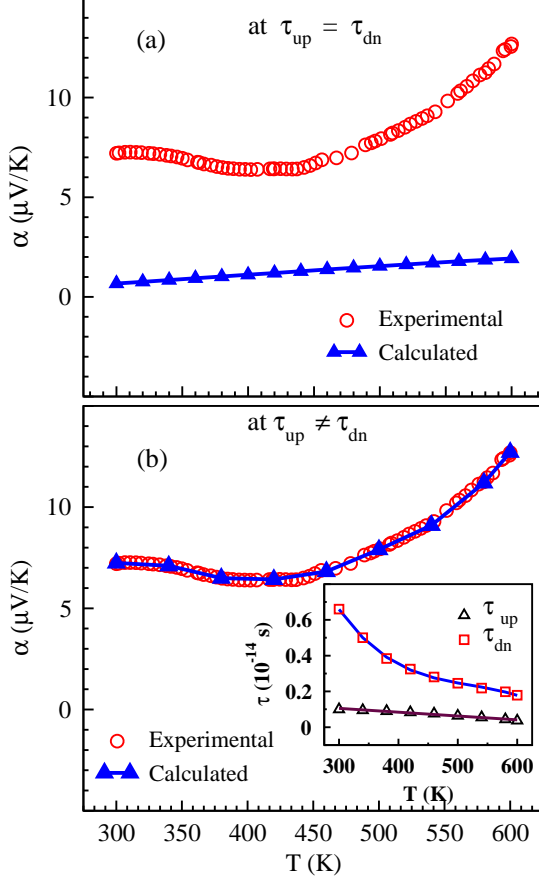 (a)
at τup = τdn
10
5
0
α (μV/K)
Experimental
Calculated
(b)
at τup ≠ τdn
10
5
0
α (μV/K)
Experimental
Calculated
300 350 400 450 500 550 600
T (K)
0.6
0.4
0.2
0
τ (10⁻¹⁴ s)
τ up
τdn
300 400 500 600
T (K)